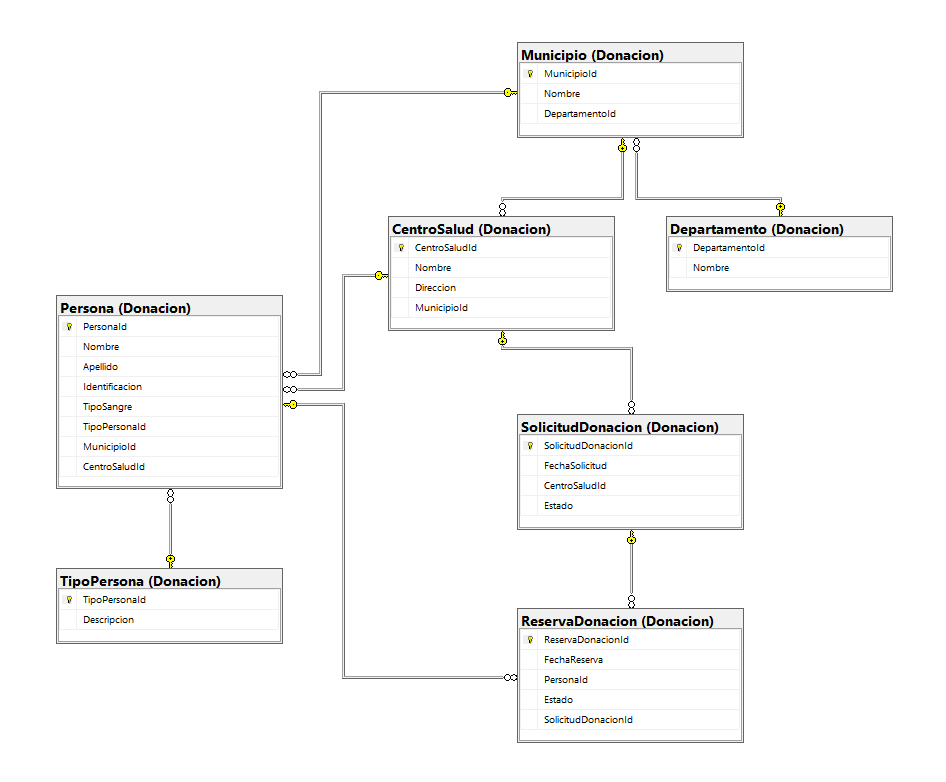 Municipio (Donacion)
MunicipioId
Nombre
DepartamentoId
CentroSalud (Donacion)
CentroSaludId
Nombre
Direccion
MunicipioId
Departamento (Donacion)
DepartamentoId
Nombre
Persona (Donacion)
PersonaId
Nombre
Apellido
Identificacion
TipoSangre
TipoPersonaId
MunicipioId
CentroSaludId
SolicitudDonacion (Donacion)
SolicitudDonacionId
FechaSolicitud
CentroSaludId
Estado
TipoPersona (Donacion)
TipoPersonaId
Descripcion
ReservaDonacion (Donacion)
ReservaDonacionId
FechaReserva
PersonaId
Estado
SolicitudDonacionId